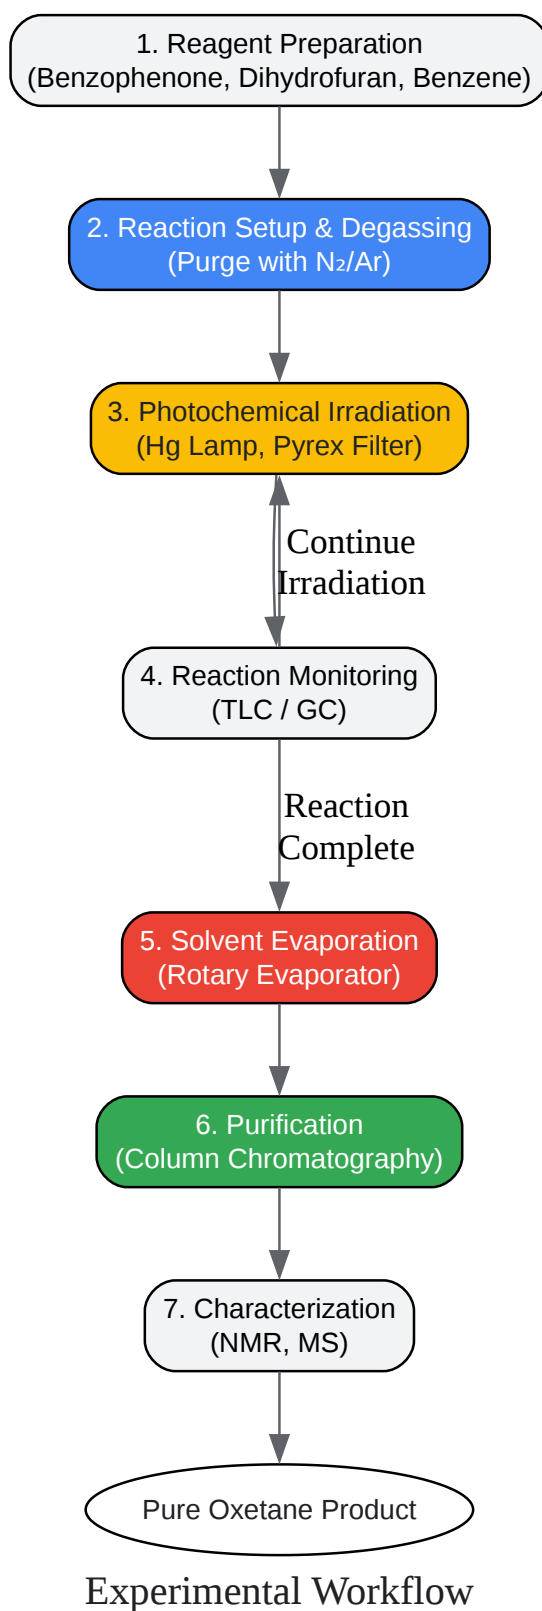 1. Reagent Preparation
(Benzophenone, Dihydrofuran, Benzene)
2. Reaction Setup & Degassing
(Purge with N₂/Ar)
3. Photochemical Irradiation
(Hg Lamp, Pyrex Filter)
Continue
Irradiation
4. Reaction Monitoring
(TLC / GC)
Reaction
Complete
5. Solvent Evaporation
(Rotary Evaporator)
6. Purification
(Column Chromatography)
7. Characterization
(NMR, MS)
Pure Oxetane Product
Experimental Workflow